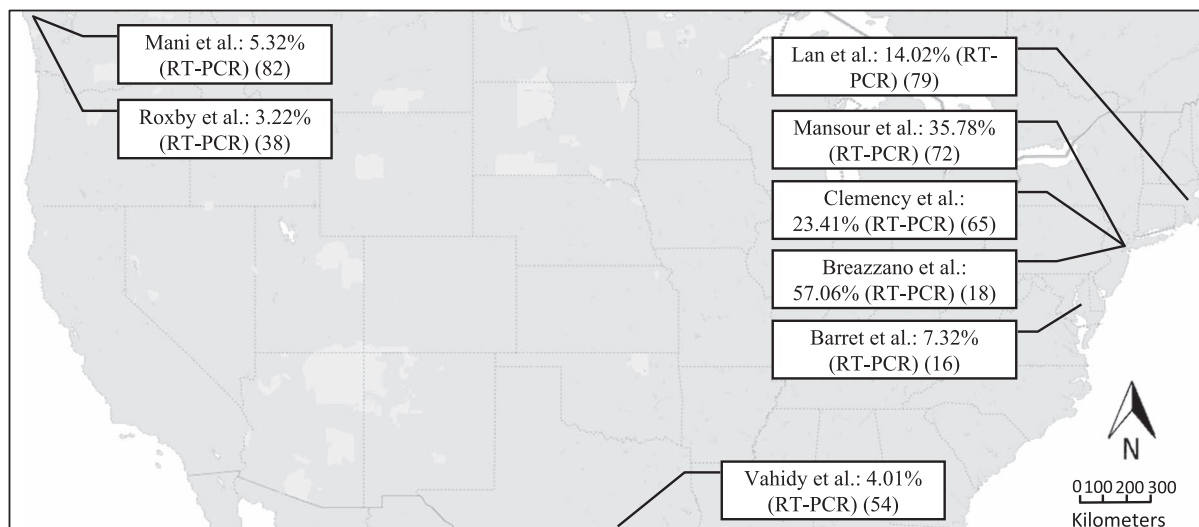 Mani et al.: 5.32%
(RT-PCR) (82)
Roxby et al.: 3.22%
(RT-PCR) (38)
Lan et al.: 14.02% (RT-
PCR) (79)
Mansour et al.: 35.78%
(RT-PCR) (72)
Clemency et al.:
23.41% (RT-PCR) (65)
Breazzano et al.:
57.06% (RT-PCR) (18)
Barret et al.: 7.32%
(RT-PCR) (16)
Vahidy et al.: 4.01%
(RT-PCR) (54)
N
0100 200 300
Kilometers